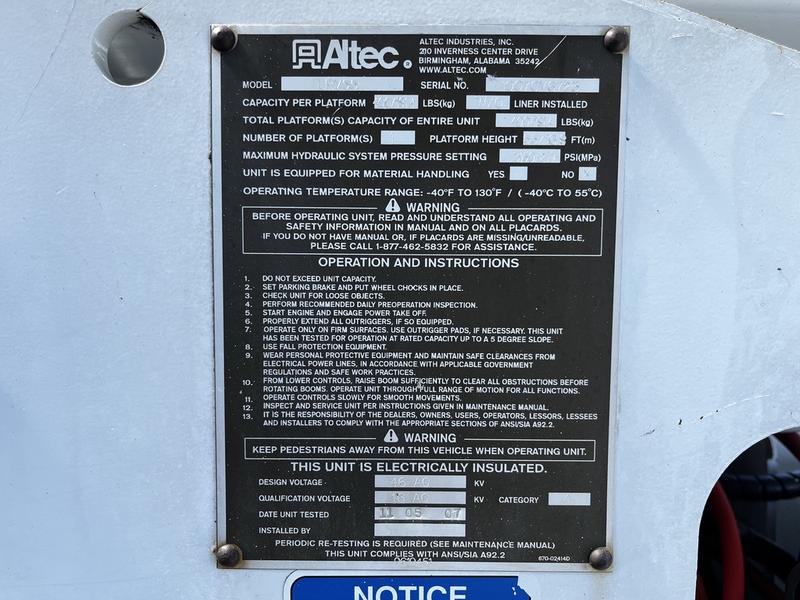 Altec®
ALTEC INDUSTRIES, INC.
210 INVERNESS CENTER DRIVE
BIRMINGHAM, ALABAMA 35242
WWW.ALTEC.COM
MODEL SERIAL NO.
CAPACITY PER PLATFORM LBS(kg) LINER INSTALLED
TOTAL PLATFORM(S) CAPACITY OF ENTIRE UNIT LBS(kg)
NUMBER OF PLATFORM(S) PLATFORM HEIGHT FT(m)
MAXIMUM HYDRAULIC SYSTEM PRESSURE SETTING PSI(MPa)
UNIT IS EQUIPPED FOR MATERIAL HANDLING YES NO X
OPERATING TEMPERATURE RANGE: -40°F TO 130°F / ( -40°C TO 55°C)
WARNING
BEFORE OPERATING UNIT, READ AND UNDERSTAND ALL OPERATING AND
SAFETY INFORMATION IN MANUAL AND ON ALL PLACARDS.
IF YOU DO NOT HAVE MANUAL OR, IF PLACARDS ARE MISSING/UNREADABLE,
PLEASE CALL 1-877-462-5832 FOR ASSISTANCE.
OPERATION AND INSTRUCTIONS
1. DO NOT EXCEED UNIT CAPACITY.
2. SET PARKING BRAKE AND PUT WHEEL CHOCKS IN PLACE.
3. CHECK UNIT FOR LOOSE OBJECTS.
4. PERFORM RECOMMENDED DAILY PREOPERATION INSPECTION.
5. START ENGINE AND ENGAGE POWER TAKE OFF.
6. PROPERLY EXTEND ALL OUTRIGGERS, IF SO EQUIPPED.
7. OPERATE ONLY ON FIRM SURFACES. USE OUTRIGGER PADS, IF NECESSARY. THIS UNIT
HAS BEEN TESTED FOR OPERATION AT RATED CAPACITY UP TO A 5 DEGREE SLOPE.
8. USE FALL PROTECTION EQUIPMENT.
9. WEAR PERSONAL PROTECTIVE EQUIPMENT AND MAINTAIN SAFE CLEARANCES FROM
ELECTRICAL POWER LINES, IN ACCORDANCE WITH APPLICABLE GOVERNMENT
REGULATIONS AND SAFE WORK PRACTICES.
10. FROM LOWER CONTROLS, RAISE BOOM SUFFICIENTLY TO CLEAR ALL OBSTRUCTIONS BEFORE
ROTATING BOOMS. OPERATE UNIT THROUGH FULL RANGE OF MOTION FOR ALL FUNCTIONS.
11. OPERATE CONTROLS SLOWLY FOR SMOOTH MOVEMENTS.
12. INSPECT AND SERVICE UNIT PER INSTRUCTIONS GIVEN IN MAINTENANCE MANUAL.
13. IT IS THE RESPONSIBILITY OF THE DEALERS, OWNERS, USERS, OPERATORS, LESSORS, LESSEES
AND INSTALLERS TO COMPLY WITH THE APPROPRIATE SECTIONS OF ANSI/SIA A92.2.
WARNING
KEEP PEDESTRIANS AWAY FROM THIS VEHICLE WHEN OPERATING UNIT.
THIS UNIT IS ELECTRICALLY INSULATED.
DESIGN VOLTAGE 46 AC KV
QUALIFICATION VOLTAGE AC KV CATEGORY
DATE UNIT TESTED 11 05 07
INSTALLED BY
PERIODIC RE-TESTING IS REQUIRED (SEE MAINTENANCE MANUAL)
THIS UNIT COMPLIES WITH ANSI/SIA A92.2
0619451 670-02414D
NOTICE